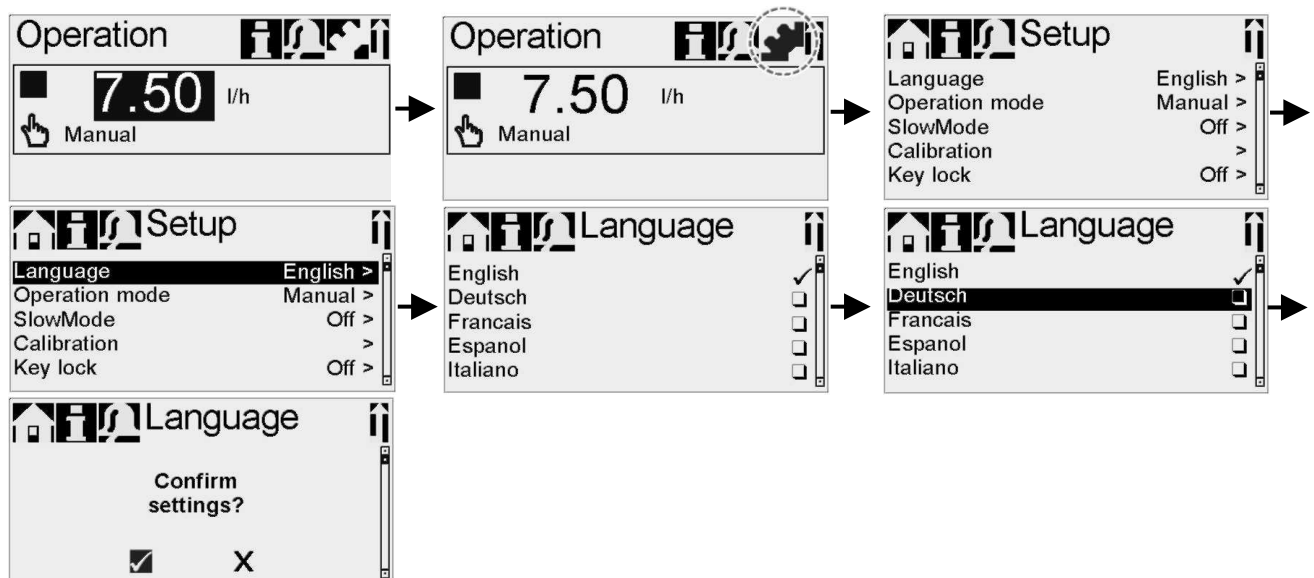 Operation
7.50 l/h
Manual
Operation
7.50 l/h
Manual
Setup
Language English >
Operation mode Manual >
SlowMode Off >
Calibration >
Key lock Off >
Setup
Language English >
Operation mode Manual >
SlowMode Off >
Calibration >
Key lock Off >
Language
English
Deutsch
Francais
Espanol
Italiano
Language
English
Deutsch
Francais
Espanol
Italiano
Language
Confirm
settings?
X